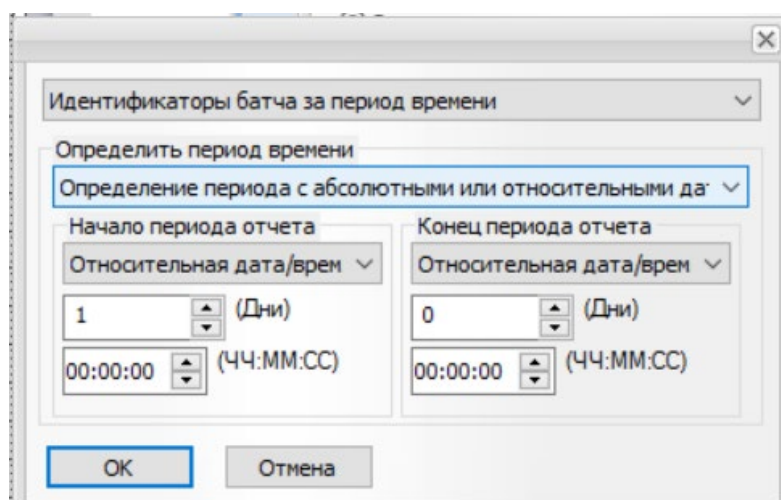 Идентификаторы батча за период времени
Определить период времени
Определение периода с абсолютными или относительными дат
Начало периода отчета
Конец периода отчета
Относительная дата/врем
Относительная дата/врем
1
(Дни)
0
(Дни)
00:00:00
(ЧЧ:ММ:СС)
00:00:00
(ЧЧ:ММ:СС)
OK
Отмена